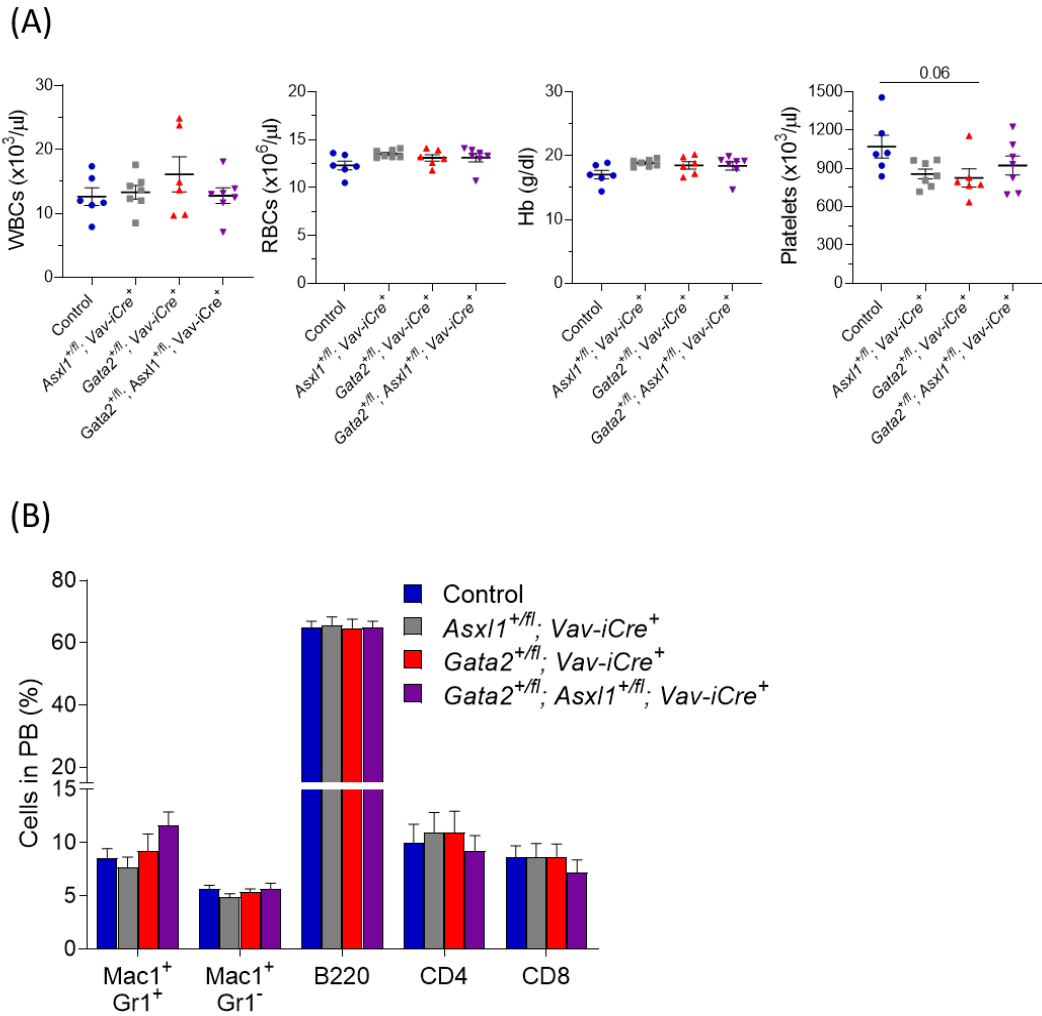 (A)
WBCs (x10³/µl)
30
20
10
0
Control
Asxl1⁺/ᶠˡ; Vav-iCre⁺
Gata2⁺/ᶠˡ; Vav-iCre⁺
Gata2⁺/ᶠˡ; Asxl1⁺/ᶠˡ; Vav-iCre⁺
RBCs (x10⁶/µl)
20
15
10
5
0
Control
Asxl1⁺/ᶠˡ; Vav-iCre⁺
Gata2⁺/ᶠˡ; Vav-iCre⁺
Gata2⁺/ᶠˡ; Asxl1⁺/ᶠˡ; Vav-iCre⁺
Hb (g/dl)
30
20
10
0
Control
Asxl1⁺/ᶠˡ; Vav-iCre⁺
Gata2⁺/ᶠˡ; Vav-iCre⁺
Gata2⁺/ᶠˡ; Asxl1⁺/ᶠˡ; Vav-iCre⁺
Platelets (x10³/µl)
1500
1200
900
600
300
0
0.06
Control
Asxl1⁺/ᶠˡ; Vav-iCre⁺
Gata2⁺/ᶠˡ; Vav-iCre⁺
Gata2⁺/ᶠˡ; Asxl1⁺/ᶠˡ; Vav-iCre⁺
(B)
Cells in PB (%)
80
60
40
20
15
10
5
0
Control
Asxl1⁺/ᶠˡ; Vav-iCre⁺
Gata2⁺/ᶠˡ; Vav-iCre⁺
Gata2⁺/ᶠˡ; Asxl1⁺/ᶠˡ; Vav-iCre⁺
Mac1⁺
Gr1⁺
Mac1⁺
Gr1⁻
B220
CD4
CD8